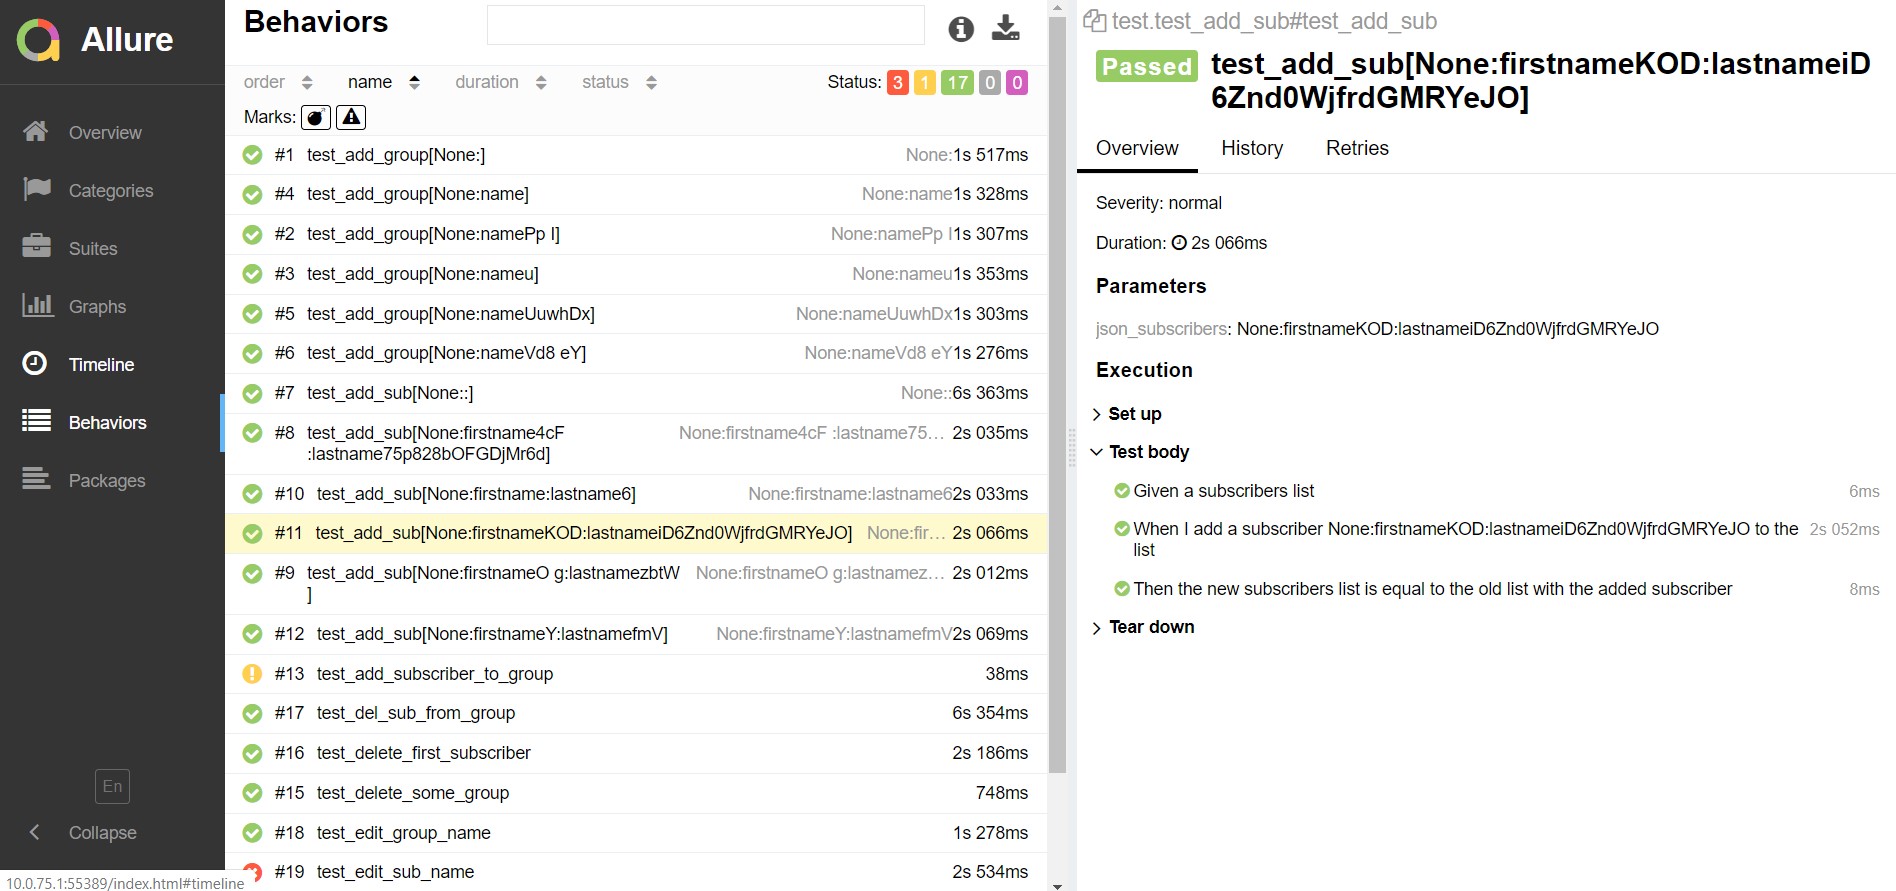 Allure
Overview
Categories
Suites
Graphs
Timeline
Behaviors
Packages
En
Collapse
10.0.75.1:55389/index.html#timeline
Behaviors
order name duration status Status: 3 1 17 0 0
Marks:
#1 test_add_group[None:] None:1s 517ms
#4 test_add_group[None:name] None:name1s 328ms
#2 test_add_group[None:namePp I] None:namePp I1s 307ms
#3 test_add_group[None:nameu] None:nameu1s 353ms
#5 test_add_group[None:nameUuwhDx] None:nameUuwhDx1s 303ms
#6 test_add_group[None:nameVd8 eY] None:nameVd8 eY1s 276ms
#7 test_add_sub[None::] None::6s 363ms
#8 test_add_sub[None:firstname4cF None:firstname4cF :lastname75... 2s 035ms
:lastname75p828bOFGDjMr6d]
#10 test_add_sub[None:firstname:lastname6] None:firstname:lastname62s 033ms
#11 test_add_sub[None:firstnameKOD:lastnameiD6Znd0WjfrdGMRYeJO] None:fir... 2s 066ms
#9 test_add_sub[None:firstnameO g:lastnamezbtW None:firstnameO g:lastnamez... 2s 012ms
]
#12 test_add_sub[None:firstnameY:lastnamefmV] None:firstnameY:lastnamefmV2s 069ms
#13 test_add_subscriber_to_group 38ms
#17 test_del_sub_from_group 6s 354ms
#16 test_delete_first_subscriber 2s 186ms
#15 test_delete_some_group 748ms
#18 test_edit_group_name 1s 278ms
#19 test_edit_sub_name 2s 534ms
test.test_add_sub#test_add_sub
Passed test_add_sub[None:firstnameKOD:lastnameiD
6Znd0WjfrdGMRYeJO]
Overview History Retries
Severity: normal
Duration: 2s 066ms
Parameters
json_subscribers: None:firstnameKOD:lastnameiD6Znd0WjfrdGMRYeJO
Execution
Set up
Test body
Given a subscribers list 6ms
When I add a subscriber None:firstnameKOD:lastnameiD6Znd0WjfrdGMRYeJO to the 2s 052ms
list
Then the new subscribers list is equal to the old list with the added subscriber 8ms
Tear down